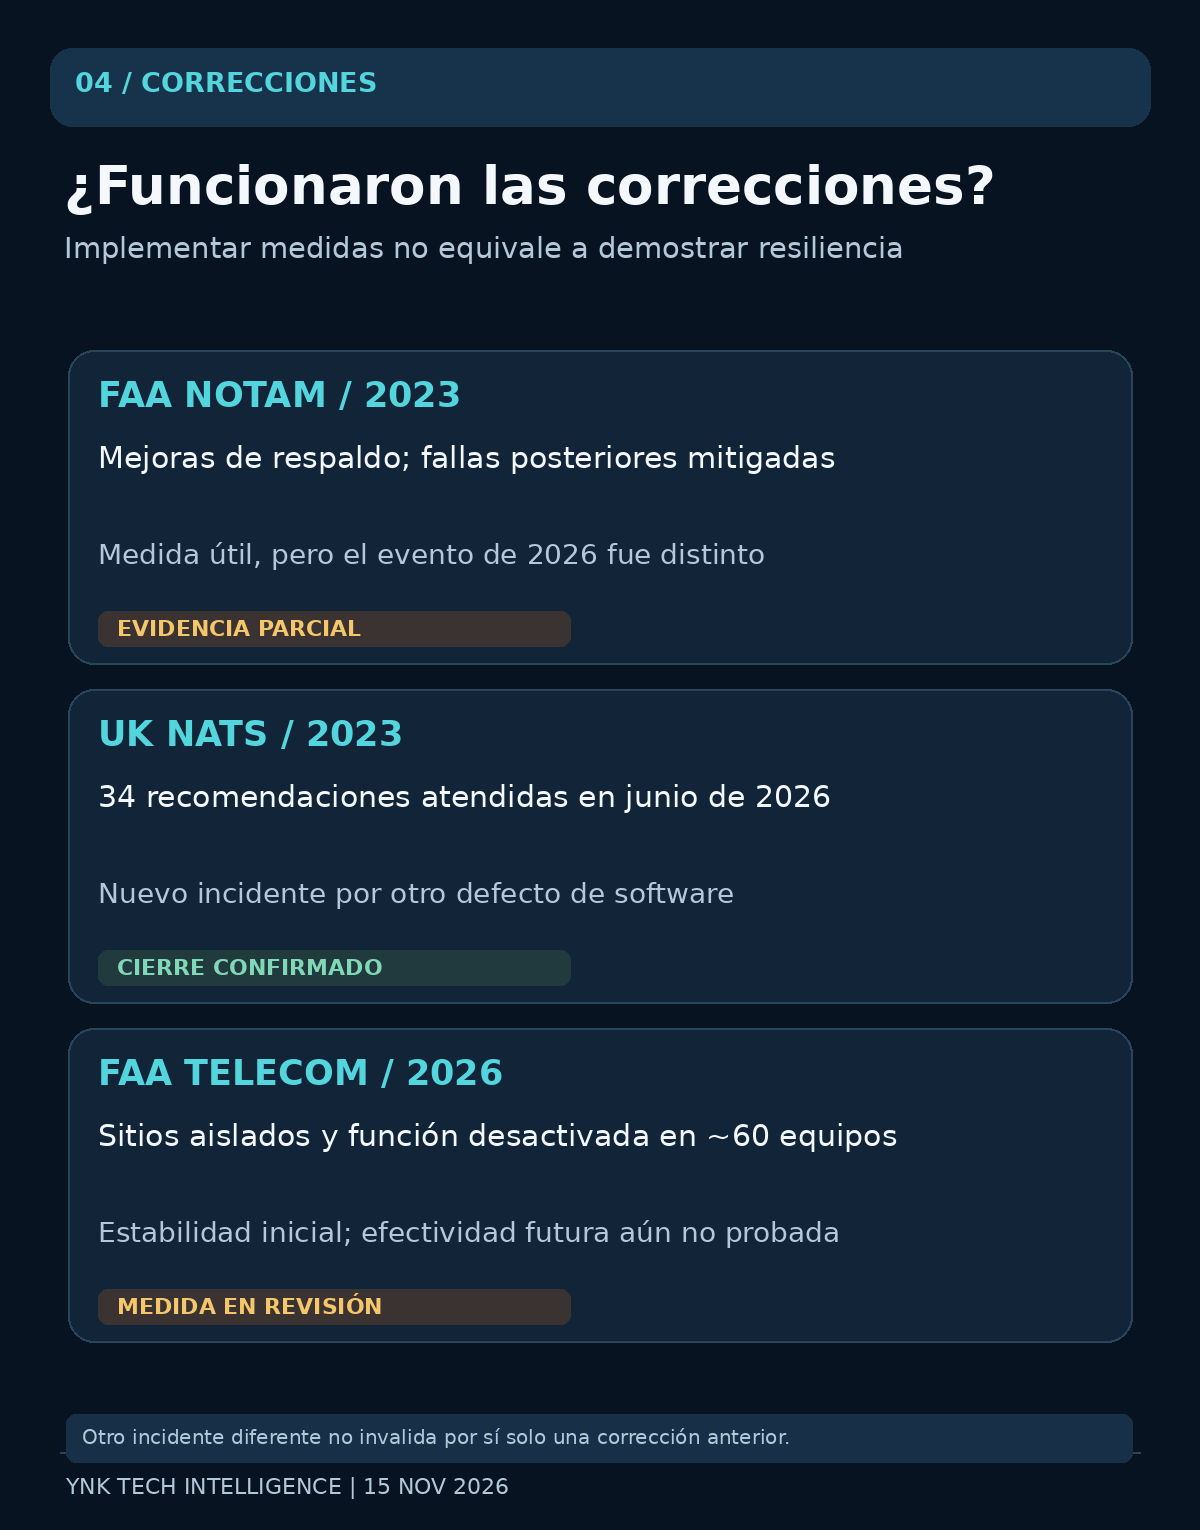 04 / CORRECCIONES
¿Funcionaron las correcciones?
Implementar medidas no equivale a demostrar resiliencia
FAA NOTAM / 2023
Mejoras de respaldo; fallas posteriores mitigadas
Medida útil, pero el evento de 2026 fue distinto
EVIDENCIA PARCIAL
UK NATS / 2023
34 recomendaciones atendidas en junio de 2026
Nuevo incidente por otro defecto de software
CIERRE CONFIRMADO
FAA TELECOM / 2026
Sitios aislados y función desactivada en ~60 equipos
Estabilidad inicial; efectividad futura aún no probada
MEDIDA EN REVISIÓN
Otro incidente diferente no invalida por sí solo una corrección anterior.
YNK TECH INTELLIGENCE | 15 NOV 2026